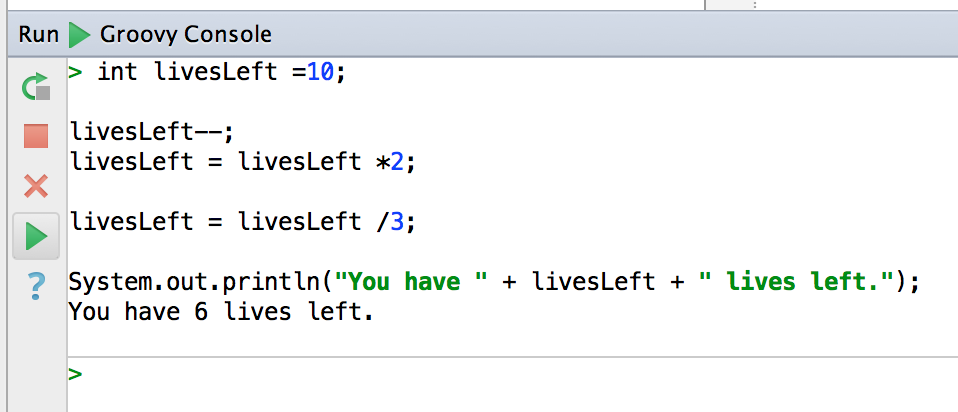 Run Groovy Console
> int livesLeft =10;
livesLeft--;
livesLeft = livesLeft *2;
livesLeft = livesLeft /3;
System.out.println("You have " + livesLeft + " lives left.");
You have 6 lives left.
>
?